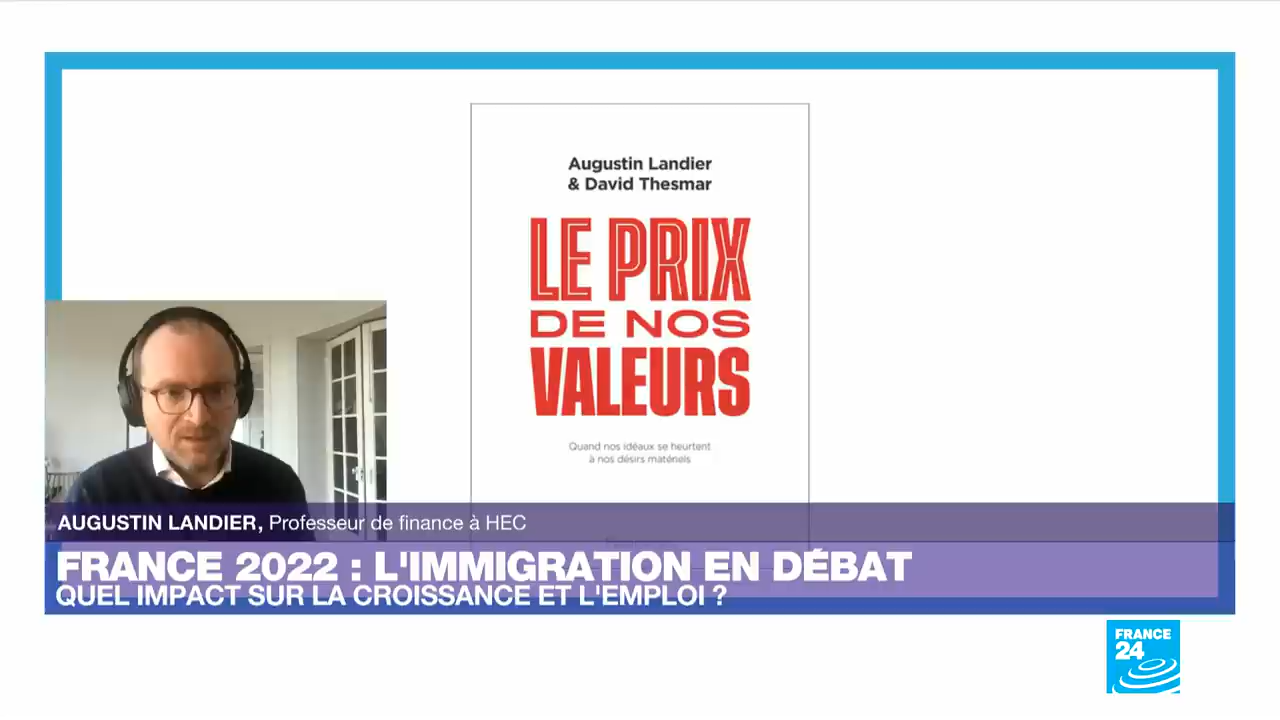 Augustin Landier
& David Thesmar
LE PRIX
DE NOS
VALEURS
Quand nos idéaux se heurtent
à nos désirs matériels
AUGUSTIN LANDIER, Professeur de finance à HEC
FRANCE 2022 : L'IMMIGRATION EN DÉBAT
QUEL IMPACT SUR LA CROISSANCE ET L'EMPLOI ?
FRANCE
24